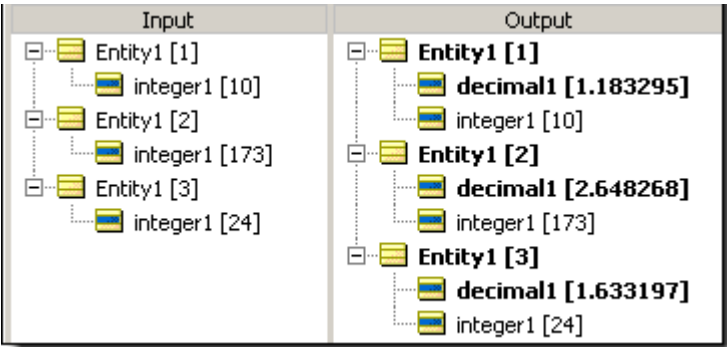 Input
Entity1 [1]
integer1 [10]
Entity1 [2]
integer1 [173]
Entity1 [3]
integer1 [24]
Output
Entity1 [1]
decimal1 [1.183295]
integer1 [10]
Entity1 [2]
decimal1 [2.648268]
integer1 [173]
Entity1 [3]
decimal1 [1.633197]
integer1 [24]